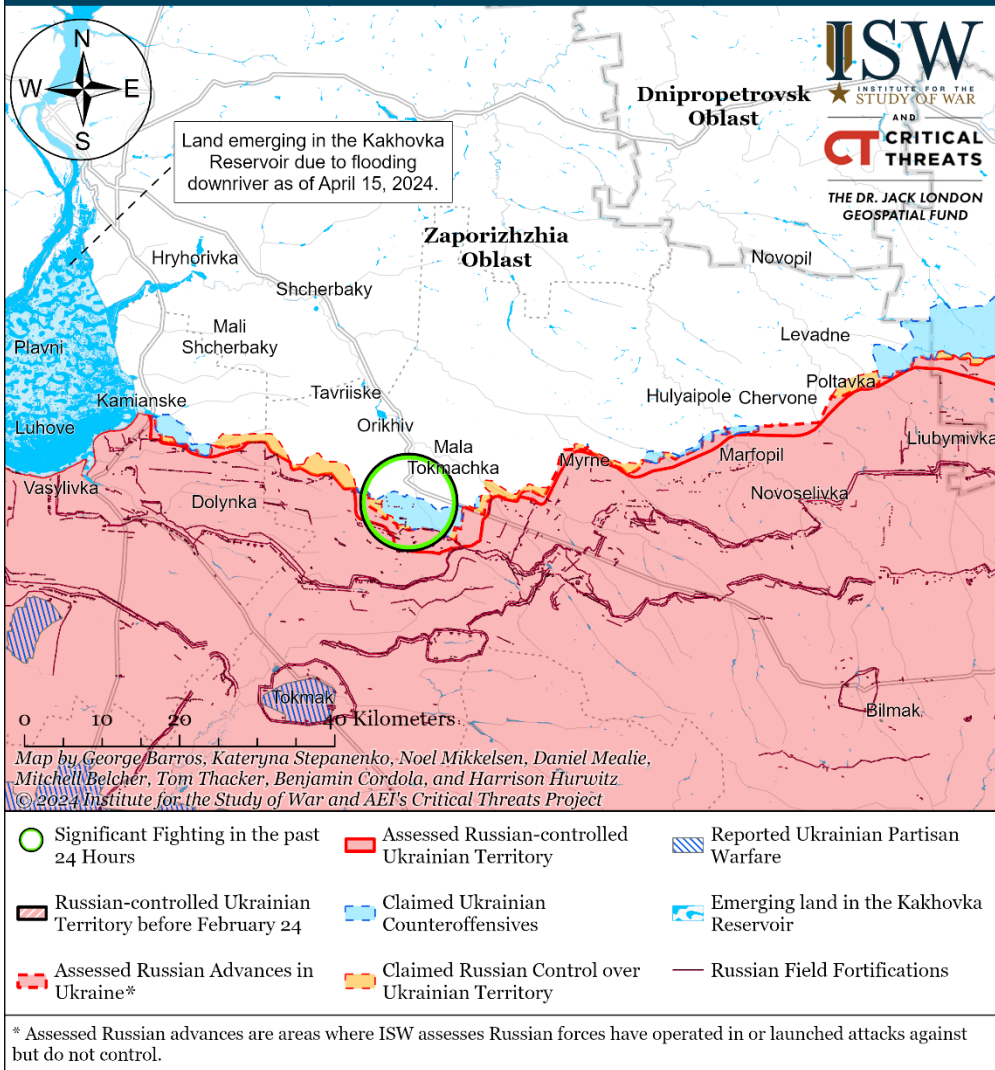 N
W E
S
ISW
INSTITUTE FOR THE
STUDY OF WAR
AND
CT CRITICAL
THREATS
THE DR. JACK LONDON
GEOSPATIAL FUND
Land emerging in the Kakhovka
Reservoir due to flooding
downriver as of April 15, 2024.
Dnipropetrovsk
Oblast
Zaporizhzhia
Oblast
Hryhorivka
Novopil
Shcherbaky
Mali
Shcherbaky
Levadne
Plavni
Tavriiske
Poltavka
Kamianske
Hulyaipole
Chervone
Orikhiv
Luhove
Mala
Tokmachka
Liubymivka
Myrne
Marfopil
Vasylivka
Dolynka
Novoselivka
Tokmak
Bilmak
0 10 20 40 Kilometers
Map by George Barros, Kateryna Stepanenko, Noel Mikkelsen, Daniel Mealie,
Mitchell Belcher, Tom Thacker, Benjamin Cordola, and Harrison Hurwitz
© 2024 Institute for the Study of War and AEI's Critical Threats Project
Significant Fighting in the past
24 Hours
Assessed Russian-controlled
Ukrainian Territory
Reported Ukrainian Partisan
Warfare
Russian-controlled Ukrainian
Territory before February 24
Claimed Ukrainian
Counteroffensives
Emerging land in the Kakhovka
Reservoir
Assessed Russian Advances in
Ukraine*
Claimed Russian Control over
Ukrainian Territory
Russian Field Fortifications
* Assessed Russian advances are areas where ISW assesses Russian forces have operated in or launched attacks against
but do not control.